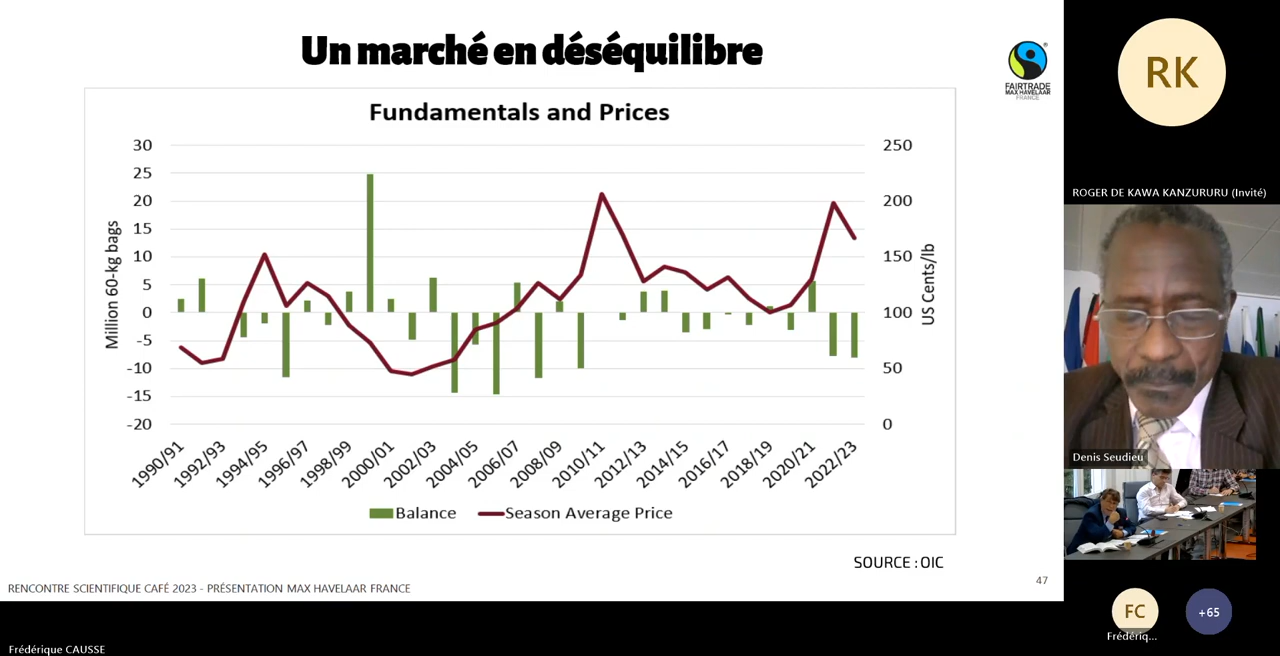 Un marché en déséquilibre
FAIRTRADE
MAX HAVELAAR
FRANCE
Fundamentals and Prices
30
25
20
15
10
5
0
-5
-10
-15
-20
Million 60-kg bags
250
200
150
100
50
0
US Cents/lb
1990/91
1992/93
1994/95
1996/97
1998/99
2000/01
2002/03
2004/05
2006/07
2008/09
2010/11
2012/13
2014/15
2016/17
2018/19
2020/21
2022/23
Balance
Season Average Price
SOURCE : OIC
47
RENCONTRE SCIENTIFIQUE CAFÉ 2023 - PRÉSENTATION MAX HAVELAAR FRANCE
Frédérique CAUSSE
RK
ROGER DE KAWA KANZURURU (Invité)
Denis Seudieu
FC
+65
Frédériq...